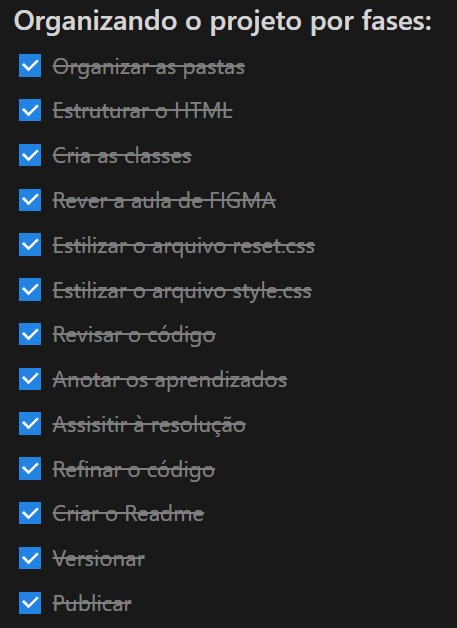 Organizando o projeto por fases:
Organizar as pastas
Estruturar o HTML
Cria as classes
Rever a aula de FIGMA
Estilizar o arquivo reset.css
Estilizar o arquivo style.css
Revisar o código
Anotar os aprendizados
Assisitir à resolução
Refinar o código
Criar o Readme
Versionar
Publicar